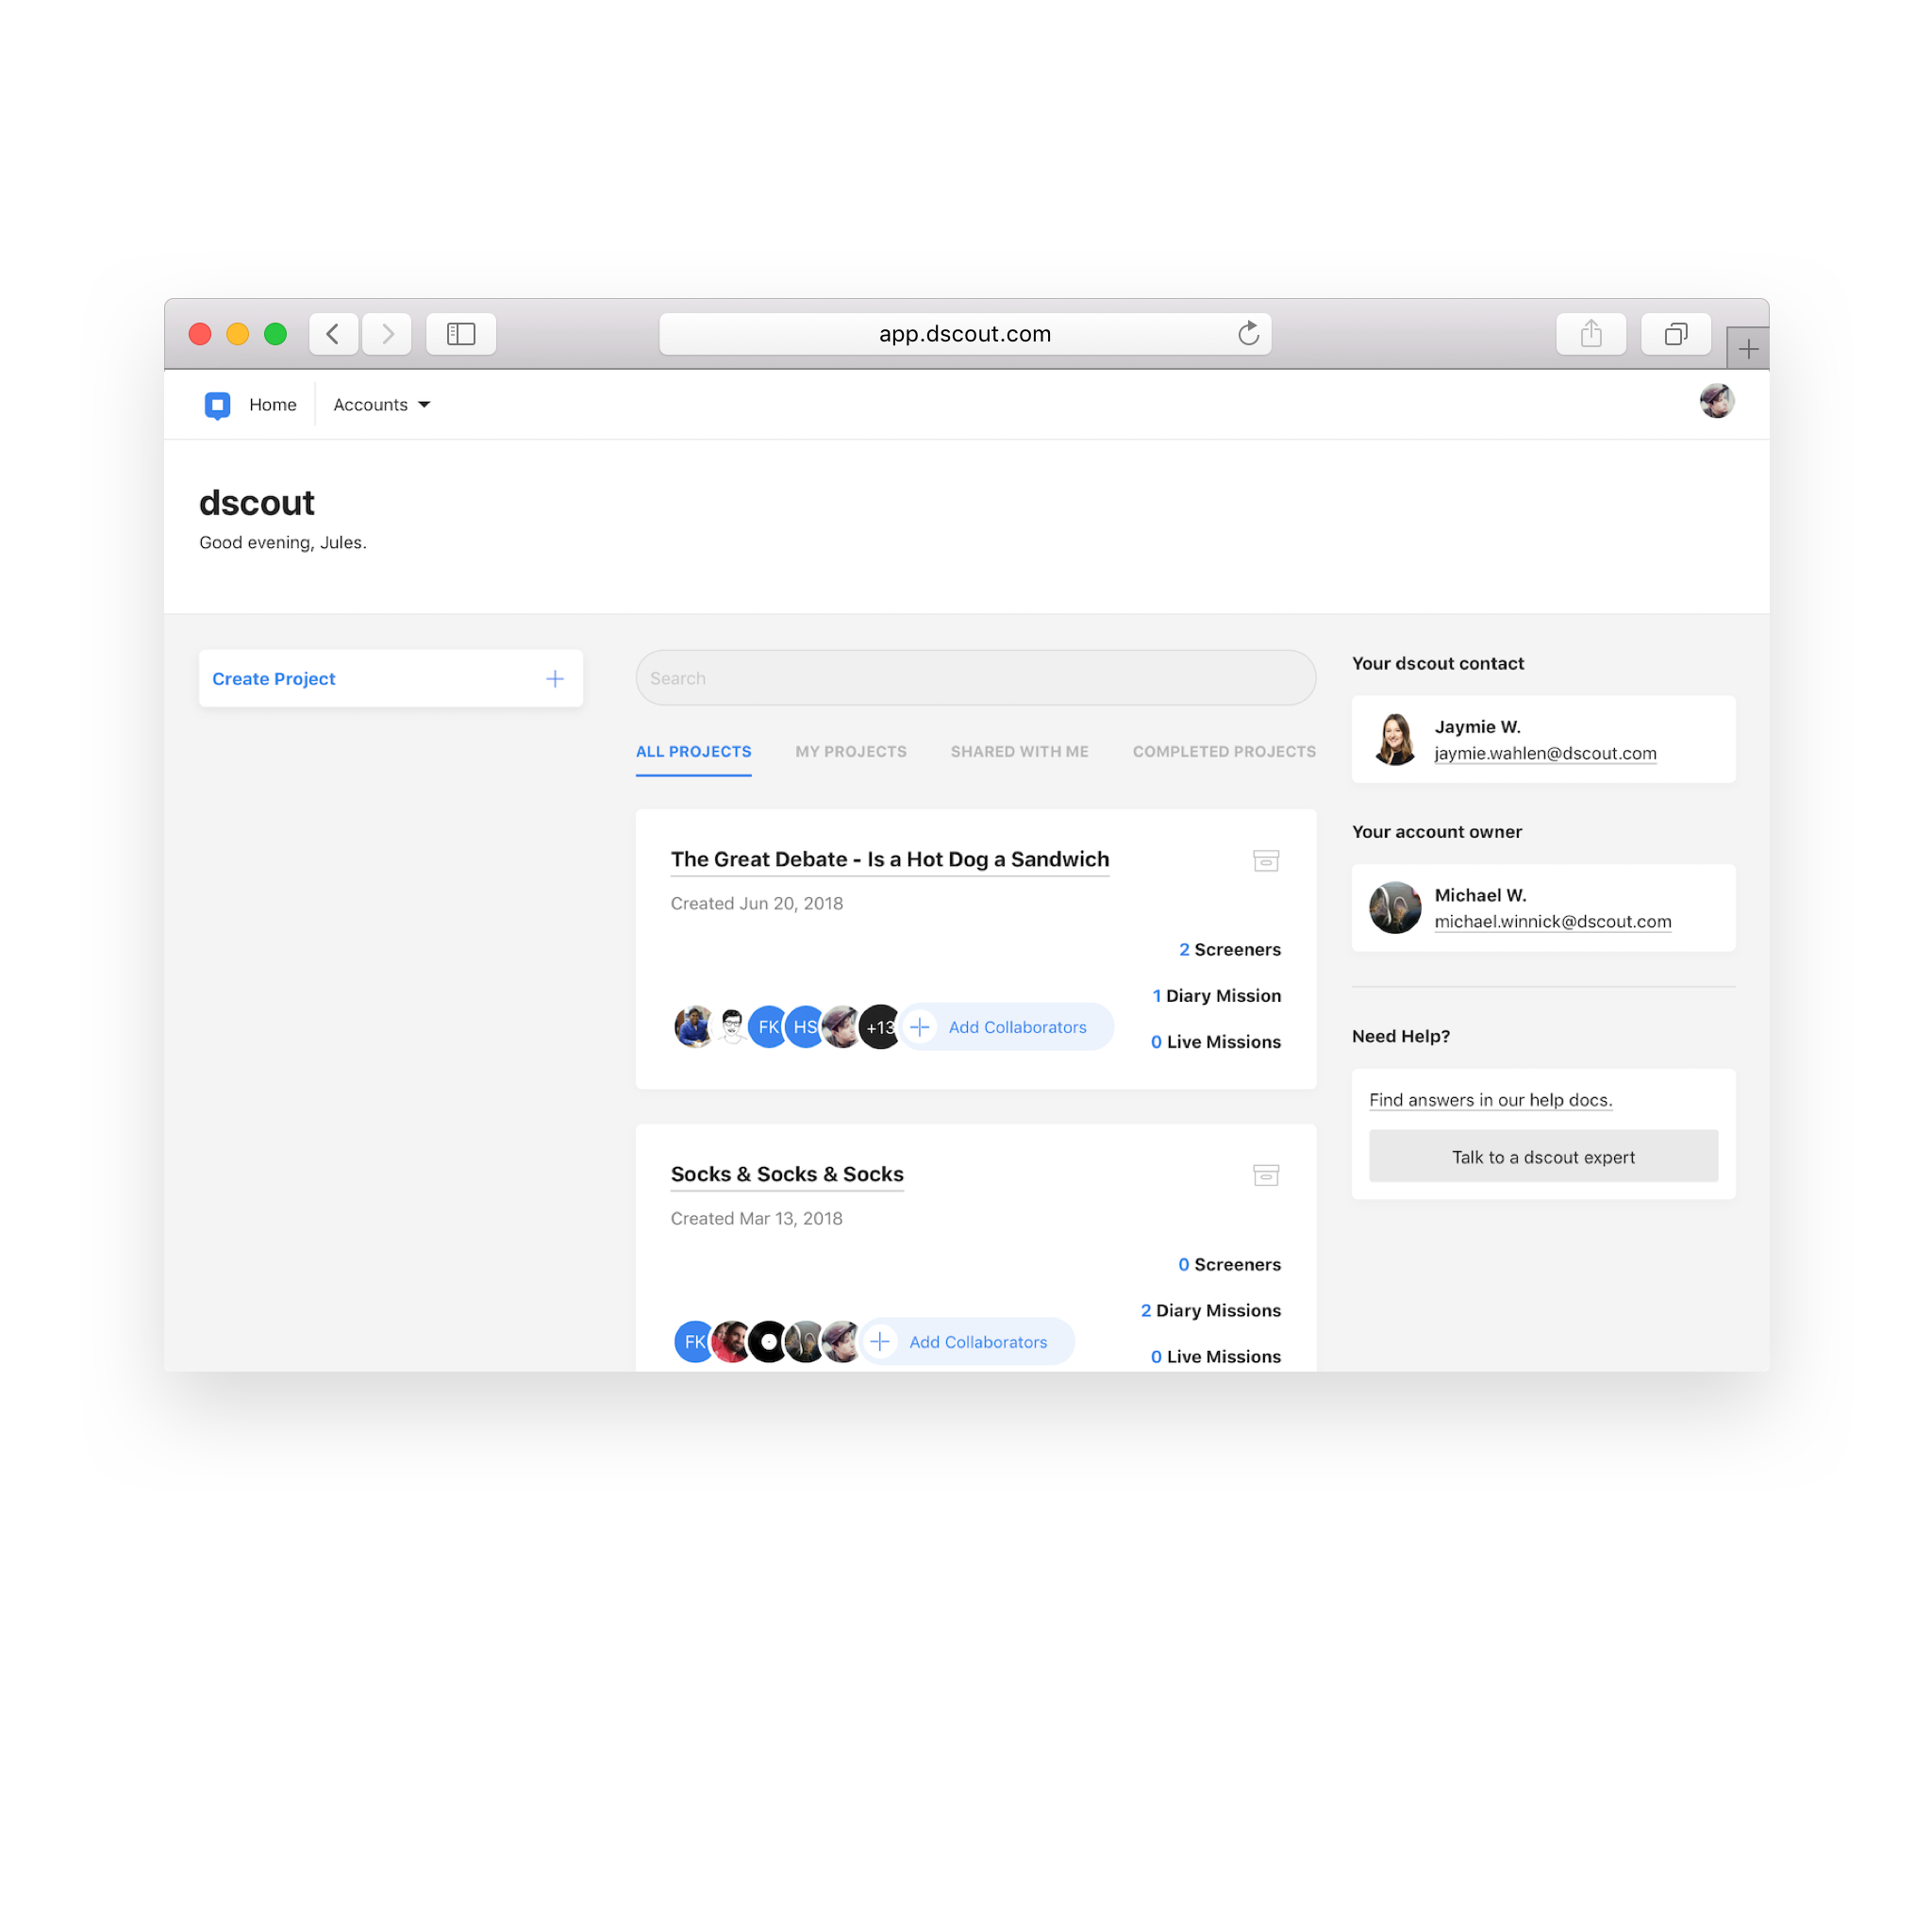 app.dscout.com
Home
Accounts
dscout
Good evening, Jules.
Create Project
Search
ALL PROJECTS
MY PROJECTS
SHARED WITH ME
COMPLETED PROJECTS
The Great Debate - Is a Hot Dog a Sandwich
Created Jun 20, 2018
2 Screeners
1 Diary Mission
0 Live Missions
FK
HS
+13
Add Collaborators
Socks & Socks & Socks
Created Mar 13, 2018
0 Screeners
2 Diary Missions
0 Live Missions
FK
Add Collaborators
Your dscout contact
Jaymie W.
jaymie.wahlen@dscout.com
Your account owner
Michael W.
michael.winnick@dscout.com
Need Help?
Find answers in our help docs.
Talk to a dscout expert